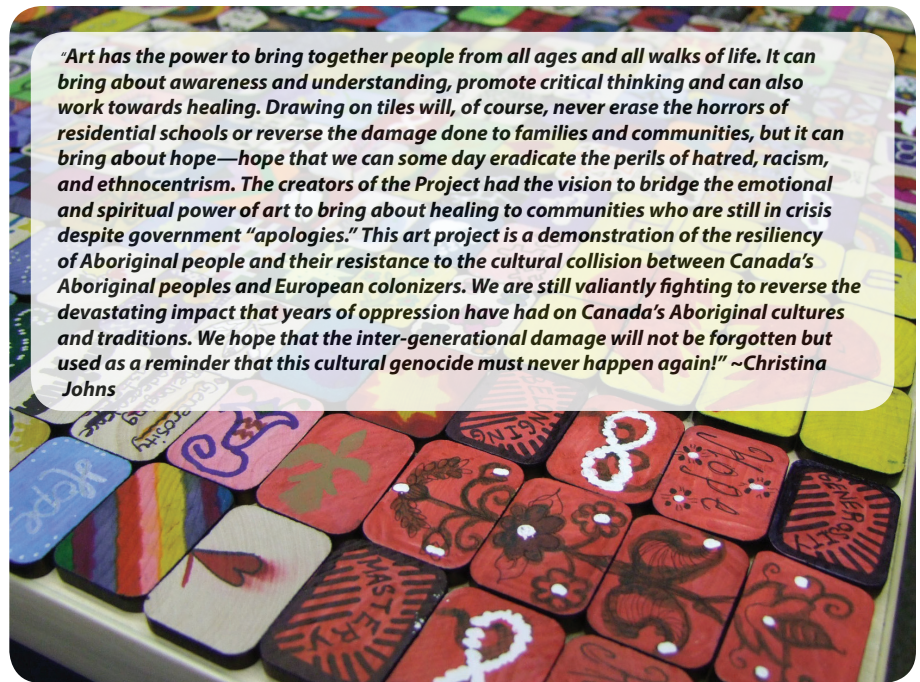 “Art has the power to bring together people from all ages and all walks of life. It can
bring about awareness and understanding, promote critical thinking and can also
work towards healing. Drawing on tiles will, of course, never erase the horrors of
residential schools or reverse the damage done to families and communities, but it can
bring about hope—hope that we can some day eradicate the perils of hatred, racism,
and ethnocentrism. The creators of the Project had the vision to bridge the emotional
and spiritual power of art to bring about healing to communities who are still in crisis
despite government “apologies.” This art project is a demonstration of the resiliency
of Aboriginal people and their resistance to the cultural collision between Canada’s
Aboriginal peoples and European colonizers. We are still valiantly fighting to reverse the
devastating impact that years of oppression have had on Canada’s Aboriginal cultures
and traditions. We hope that the inter-generational damage will not be forgotten but
used as a reminder that this cultural genocide must never happen again!” ~Christina
Johns
Generosity
BELONGING
Hope
Hope
GENEROSITY
MASTERY